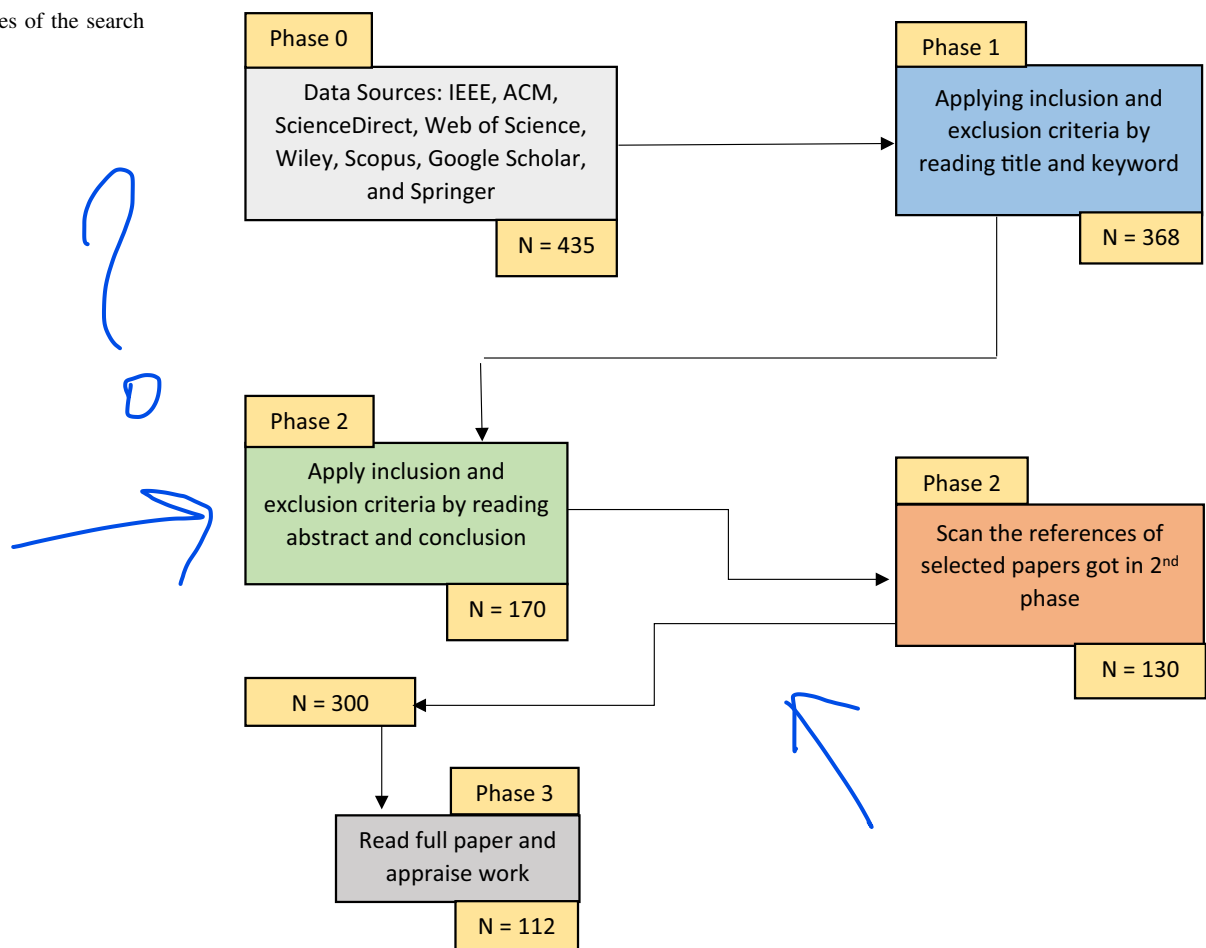 es of the search
Phase 0
Data Sources: IEEE, ACM,
ScienceDirect, Web of Science,
Wiley, Scopus, Google Scholar,
and Springer
N = 435
Phase 1
Applying inclusion and
exclusion criteria by
reading title and keyword
N = 368
?
Phase 2
Apply inclusion and
exclusion criteria by reading
abstract and conclusion
N = 170
Phase 2
Scan the references of
selected papers got in 2nd
phase
N = 130
N = 300
Phase 3
Read full paper and
appraise work
N = 112